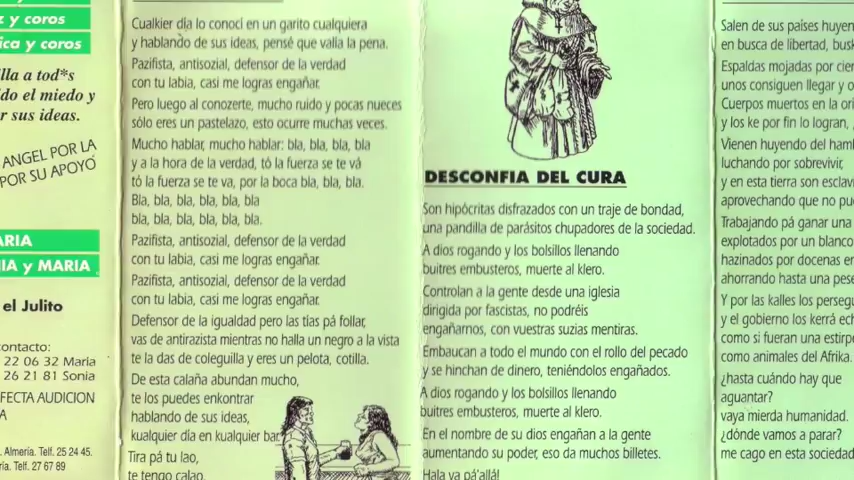 z y coros
ica y coros
lla a tod*s
ido el miedo y
r sus ideas.
ANGEL POR LA
POR SU APOYO
ARIA
IA y MARIA
el Julito
contacto:
22 06 32 Maria
26 21 81 Sonia
FECTA AUDICION
A
. Almería. Telf. 25 24 45.
ría. Telf. 27 67 89
Cualkier día lo conocí en un garito cualquiera
y hablando de sus ideas, pensé que valía la pena.
Pazifista, antisozial, defensor de la verdad
con tu labia, casi me logras engañar.
Pero luego al conozerte, mucho ruido y pocas nueces
sólo eres un pastelazo, esto ocurre muchas veces.
Mucho hablar, mucho hablar: bla, bla, bla, bla
y a la hora de la verdad, tó la fuerza se te vá
tó la fuerza se te va, por la boca bla, bla, bla.
Bla, bla, bla, bla, bla, bla
bla, bla, bla, bla, bla, bla.
Pazifista, antisozial, defensor de la verdad
con tu labia, casi me logras engañar.
Pazifista, antisozial, defensor de la verdad
con tu labia, casi me logras engañar.
Defensor de la igualdad pero las tías pá follar,
vas de antirazista mientras no halla un negro a la vista
te la das de coleguilla y eres un pelota, cotilla.
De esta calaña abundan mucho,
te los puedes enkontrar
hablando de sus ideas,
kualquier día en kualquier bar.
Tira pá tu lao,
te tengo calao.
DESCONFIA DEL CURA
Son hipócritas disfrazados con un traje de bondad,
una pandilla de parásitos chupadores de la sociedad.
A dios rogando y los bolsillos llenando
buitres embusteros, muerte al klero.
Controlan a la gente desde una iglesia
dirigida por fascistas, no podréis
engañarnos, con vuestras suzias mentiras.
Embaucan a todo el mundo con el rollo del pecado
y se hinchan de dinero, teniéndolos engañados.
A dios rogando y los bolsillos llenando
buitres embusteros, muerte al klero.
En el nombre de su dios engañan a la gente
aumentando su poder, eso da muchos billetes.
Hala va pá'allá!
Salen de sus países huyen
en busca de libertad, busk
Espaldas mojadas por cien
unos consiguen llegar y o
Cuerpos muertos en la ori
y los ke por fin lo logran,
Vienen huyendo del hamb
luchando por sobrevivir,
y en esta tierra son esclav
aprovechando que no pu
Trabajando pá ganar una
explotados por un blanco
hazinados por docenas en
ahorrando hasta una pese
Y por las kalles los persegu
y el gobierno los kerrá ech
como si fueran una estirpe
como animales del Afrika.
¿hasta cuándo hay que
aguantar?
vaya mierda humanidad.
¿dónde vamos a parar?
me cago en esta sociedad